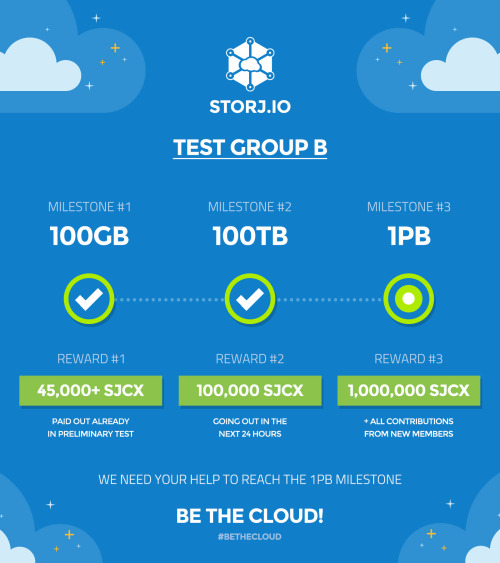 STORJ.IO
TEST GROUP B
MILESTONE #1
100GB
MILESTONE #2
100TB
MILESTONE #3
1PB
REWARD #1
45,000+ SJCX
PAID OUT ALREADY
IN PRELIMINARY TEST
REWARD #2
100,000 SJCX
GOING OUT IN THE
NEXT 24 HOURS
REWARD #3
1,000,000 SJCX
+ ALL CONTRIBUTIONS
FROM NEW MEMBERS
WE NEED YOUR HELP TO REACH THE 1PB MILESTONE
BE THE CLOUD!
#BETHECLOUD